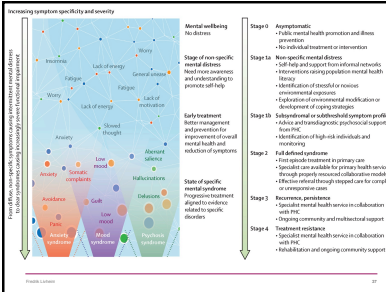 Increasing symptom specificity and severity
From diffuse, non-specific symptoms causing intermittent mental distress
to clear syndromes causing increasingly severe functional impairment
Worry
Insomnia
Lack of energy
General unease
Fatigue
Worry
Fatigue
Lack of
motivation
Lack of energy
Slowed
thought
Anxiety
Aberrant
salience
Low
mood
Anxiety
Somatic
complaints
Hallucinations
Avoidance
Guilt
Delusions
Low
mood
Panic
Anxiety
syndrome
Mood
syndrome
Psychosis
syndrome
Mental wellbeing
No distress
Stage of non-specific
mental distress
Need more awareness
and understanding to
promote self-help
Early treatment
Better management
and prevention for
improvement of overall
mental health and
reduction of symptoms
State of specific
mental syndrome
Progressive treatment
aligned to evidence
related to specific
disorders
Stage 0 Asymptomatic
• Public mental health promotion and illness
prevention
• No individual treatment or intervention
Stage 1a Non-specific mental distress
• Self-help and support from informal networks
• Interventions raising population mental health
literacy
• Identification of stressful or noxious
environmental exposures
• Exploration of environmental modification or
development of coping strategies
Stage 1b Subsyndromal or subthreshold symptom profile
• Advice and transdiagnostic, psychosocial support
from PHC
• Identification of high-risk individuals and
monitoring
Stage 2 Full defined syndrome
• First episode treatment in primary care
• Specialist care available for primary health service
through properly resourced collaborative models
• Effective referral through stepped care for complex
or unresponsive cases
Stage 3 Recurrence, persistence
• Specialist mental health service in collaboration
with PHC
• Ongoing community and multisectoral support
Stage 4 Treatment resistance
• Specialist mental health service in collaboration
with PHC
• Rehabilitation and ongoing community support
37